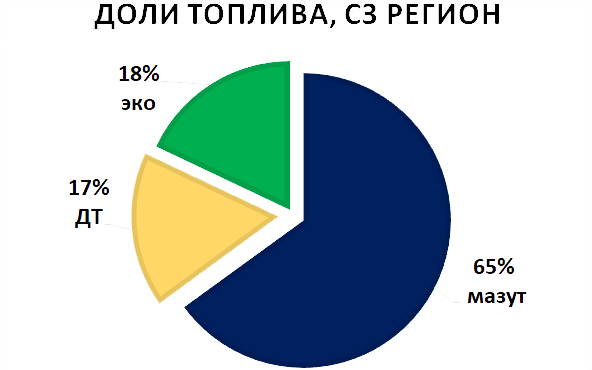 ДОЛИ ТОПЛИВА, СЗ РЕГИОН
18%
эко
17%
ДТ
65%
мазут